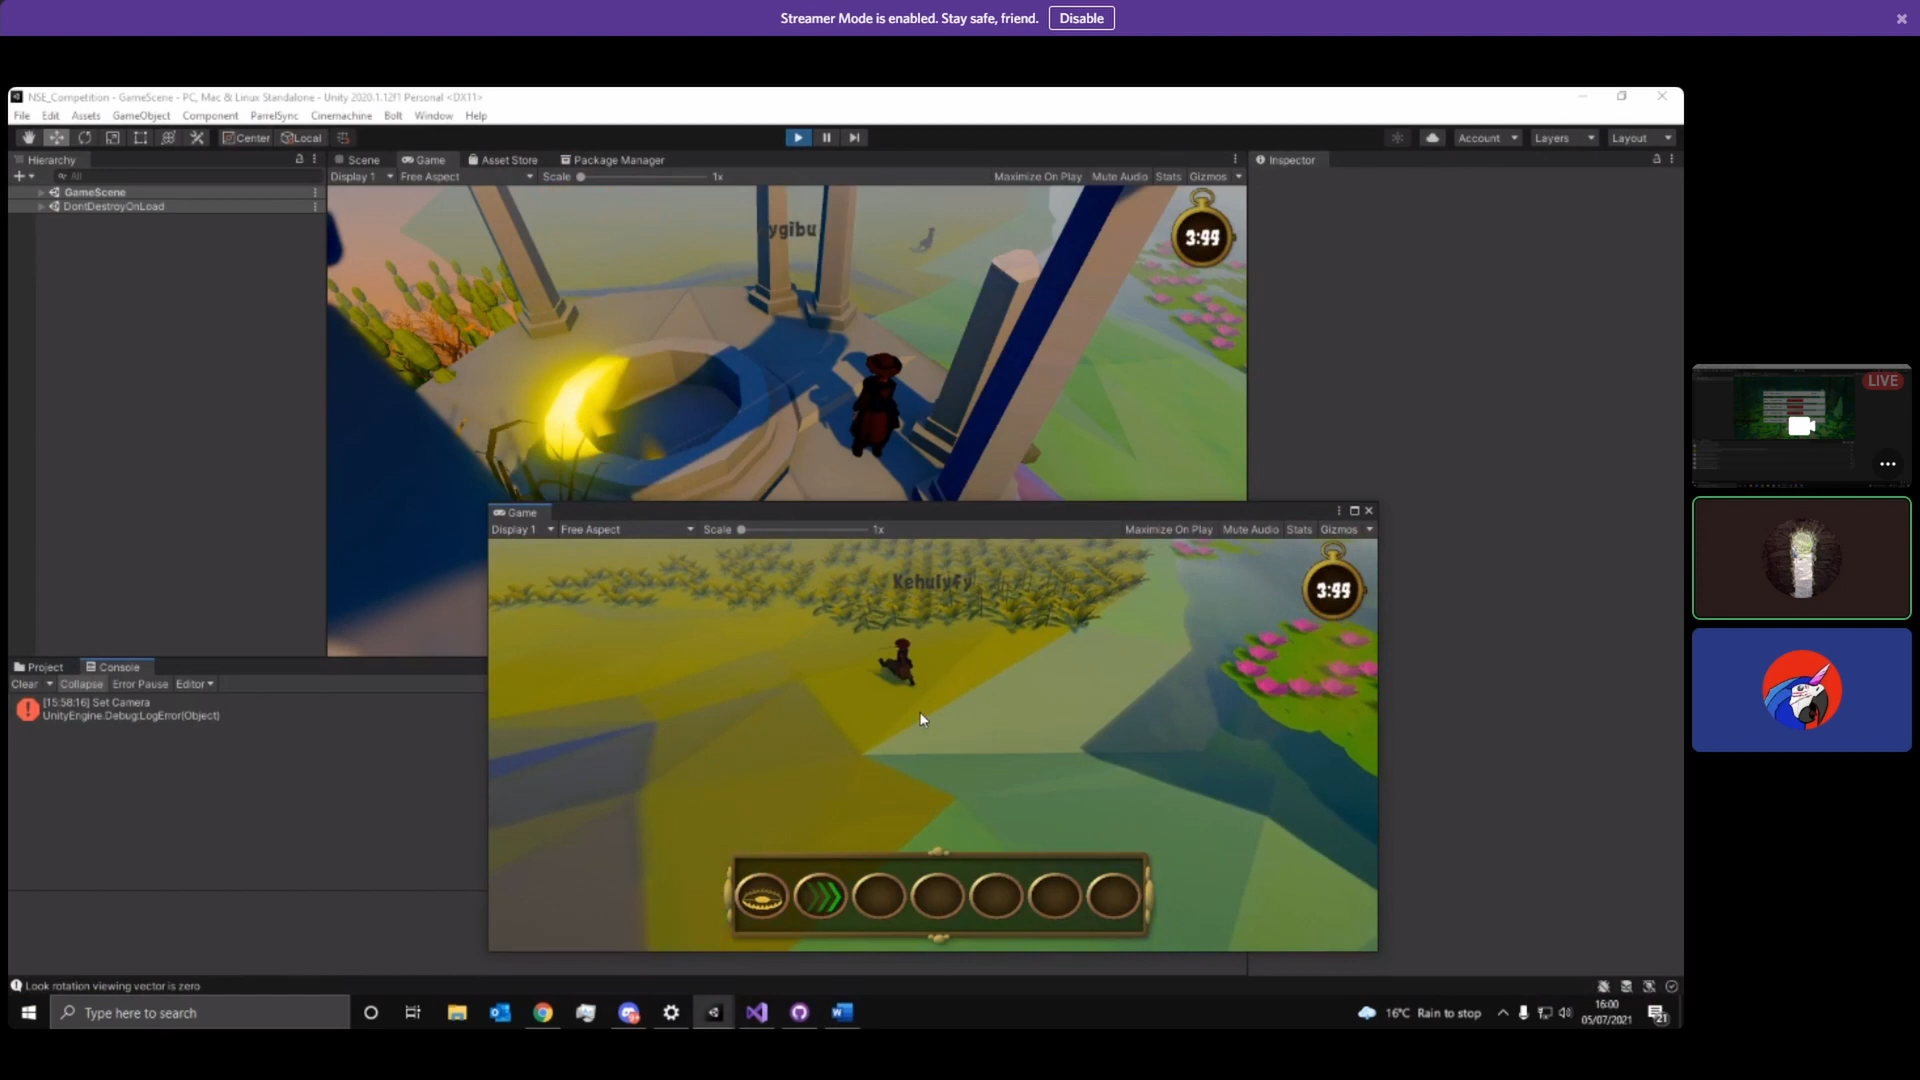 Streamer Mode is enabled. Stay safe, friend. Disable
NSE_Competition - GameScene - PC, Mac & Linux Standalone - Unity 2020.1.12f1 Personal <DX11>
File Edit Assets GameObject Component ParrelSync Cinemachine Bolt Window Help
Center Local Account Layers Layout
Hierarchy Scene Game Asset Store Package Manager Inspector
All Display 1 Free Aspect Scale 1x Maximize On Play Mute Audio Stats Gizmos
GameScene
DontDestroyOnLoad
ygibu
3:44
LIVE
Game
Display 1 Free Aspect Scale 1x Maximize On Play Mute Audio Stats Gizmos
Kehulyfy
3:44
Project Console
Clear Collapse Error Pause Editor
[15:58:16] Set Camera
UnityEngine.Debug:LogError(Object)
Look rotation viewing vector is zero
Type here to search
16°C Rain to stop
16:00
05/07/2021
21